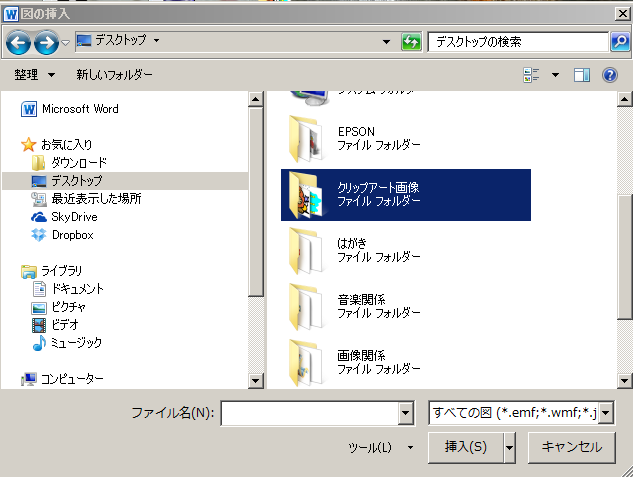 図の挿入
デスクトップ
デスクトップの検索
整理
新しいフォルダー
Microsoft Word
お気に入り
ダウンロード
デスクトップ
最近表示した場所
SkyDrive
Dropbox
ライブラリ
ドキュメント
ピクチャ
ビデオ
ミュージック
コンピューター
システム フォルダー
EPSON
ファイル フォルダー
クリップアート画像
ファイル フォルダー
はがき
ファイル フォルダー
音楽関係
ファイル フォルダー
画像関係
ファイル フォルダー
ファイル名(N):
すべての図 (*.emf;*.wmf;*.j
ツール(L)
挿入(S)
キャンセル